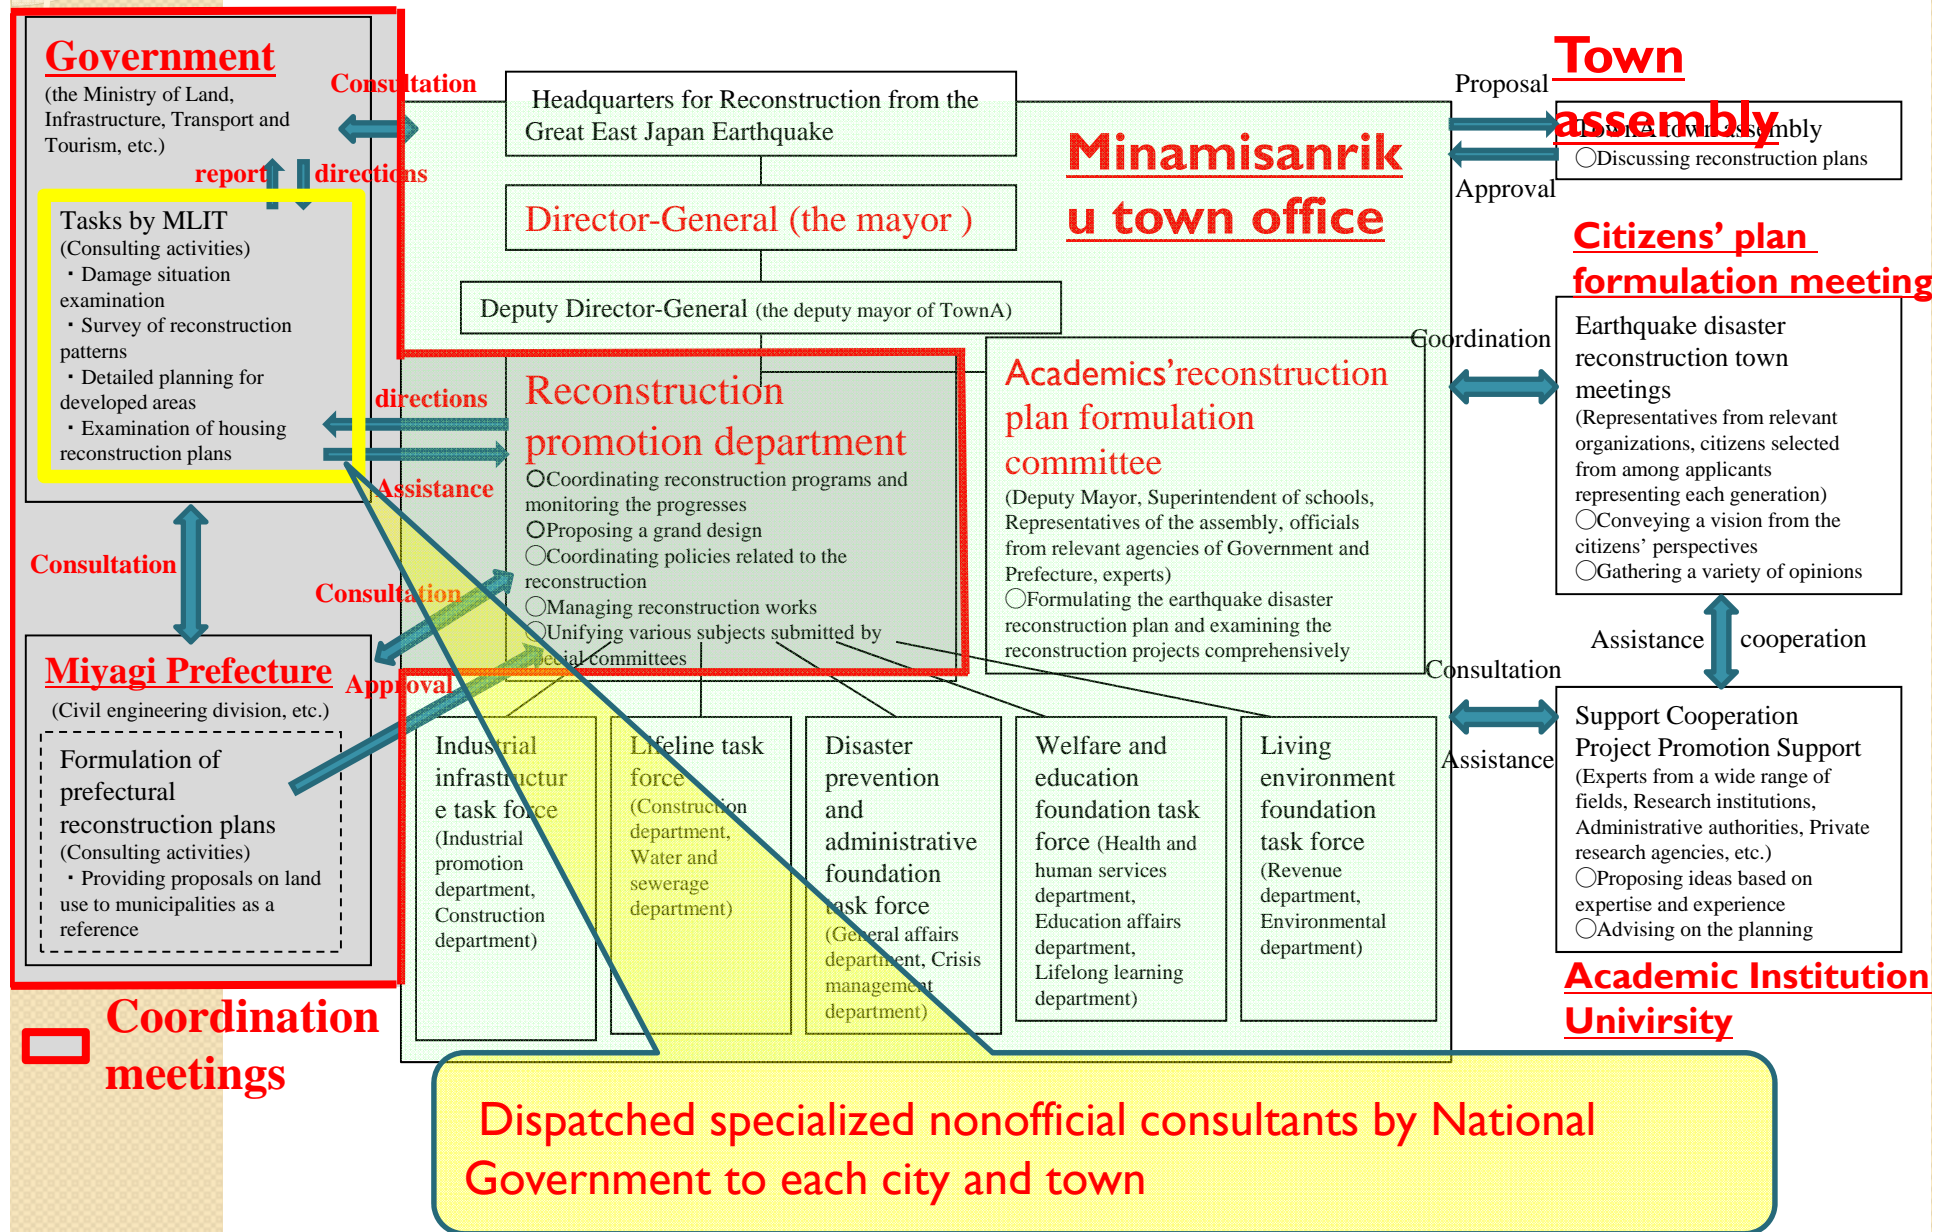 Government
(the Ministry of Land,
Infrastructure, Transport and
Tourism, etc.)
report
directions
Tasks by MLIT
(Consulting activities)
・Damage situation
examination
・Survey of reconstruction
patterns
・Detailed planning for
developed areas
・Examination of housing
reconstruction plans
Consultation
Miyagi Prefecture
(Civil engineering division, etc.)
Formulation of
prefectural
reconstruction plans
(Consulting activities)
・Providing proposals on land
use to municipalities as a
reference
Coordination
meetings
Consultation
directions
Assistance
Consultation
Approval
Headquarters for Reconstruction from the
Great East Japan Earthquake
Director-General (the mayor )
Deputy Director-General (the deputy mayor of TownA)
Minamisanrik
u town office
Reconstruction
promotion department
○Coordinating reconstruction programs and
monitoring the progresses
○Proposing a grand design
○Coordinating policies related to the
reconstruction
○Managing reconstruction works
○Unifying various subjects submitted by
special committees
Academics’reconstruction
plan formulation
committee
(Deputy Mayor, Superintendent of schools,
Representatives of the assembly, officials
from relevant agencies of Government and
Prefecture, experts)
○Formulating the earthquake disaster
reconstruction plan and examining the
reconstruction projects comprehensively
Industrial
infrastructur
e task force
(Industrial
promotion
department,
Construction
department)
Lifeline task
force
(Construction
department,
Water and
sewerage
department)
Disaster
prevention
and
administrative
foundation
task force
(General affairs
department, Crisis
management
department)
Welfare and
education
foundation task
force (Health and
human services
department,
Education affairs
department,
Lifelong learning
department)
Living
environment
foundation
task force
(Revenue
department,
Environmental
department)
Proposal
Approval
Town
assembly
TownA town assembly
○Discussing reconstruction plans
Citizens’ plan
formulation meeting
Coordination
Earthquake disaster
reconstruction town
meetings
(Representatives from relevant
organizations, citizens selected
from among applicants
representing each generation)
○Conveying a vision from the
citizens’ perspectives
○Gathering a variety of opinions
Assistance cooperation
Consultation
Assistance
Support Cooperation
Project Promotion Support
(Experts from a wide range of
fields, Research institutions,
Administrative authorities, Private
research agencies, etc.)
○Proposing ideas based on
expertise and experience
○Advising on the planning
Academic Institution
Univirsity
Dispatched specialized nonofficial consultants by National
Government to each city and town